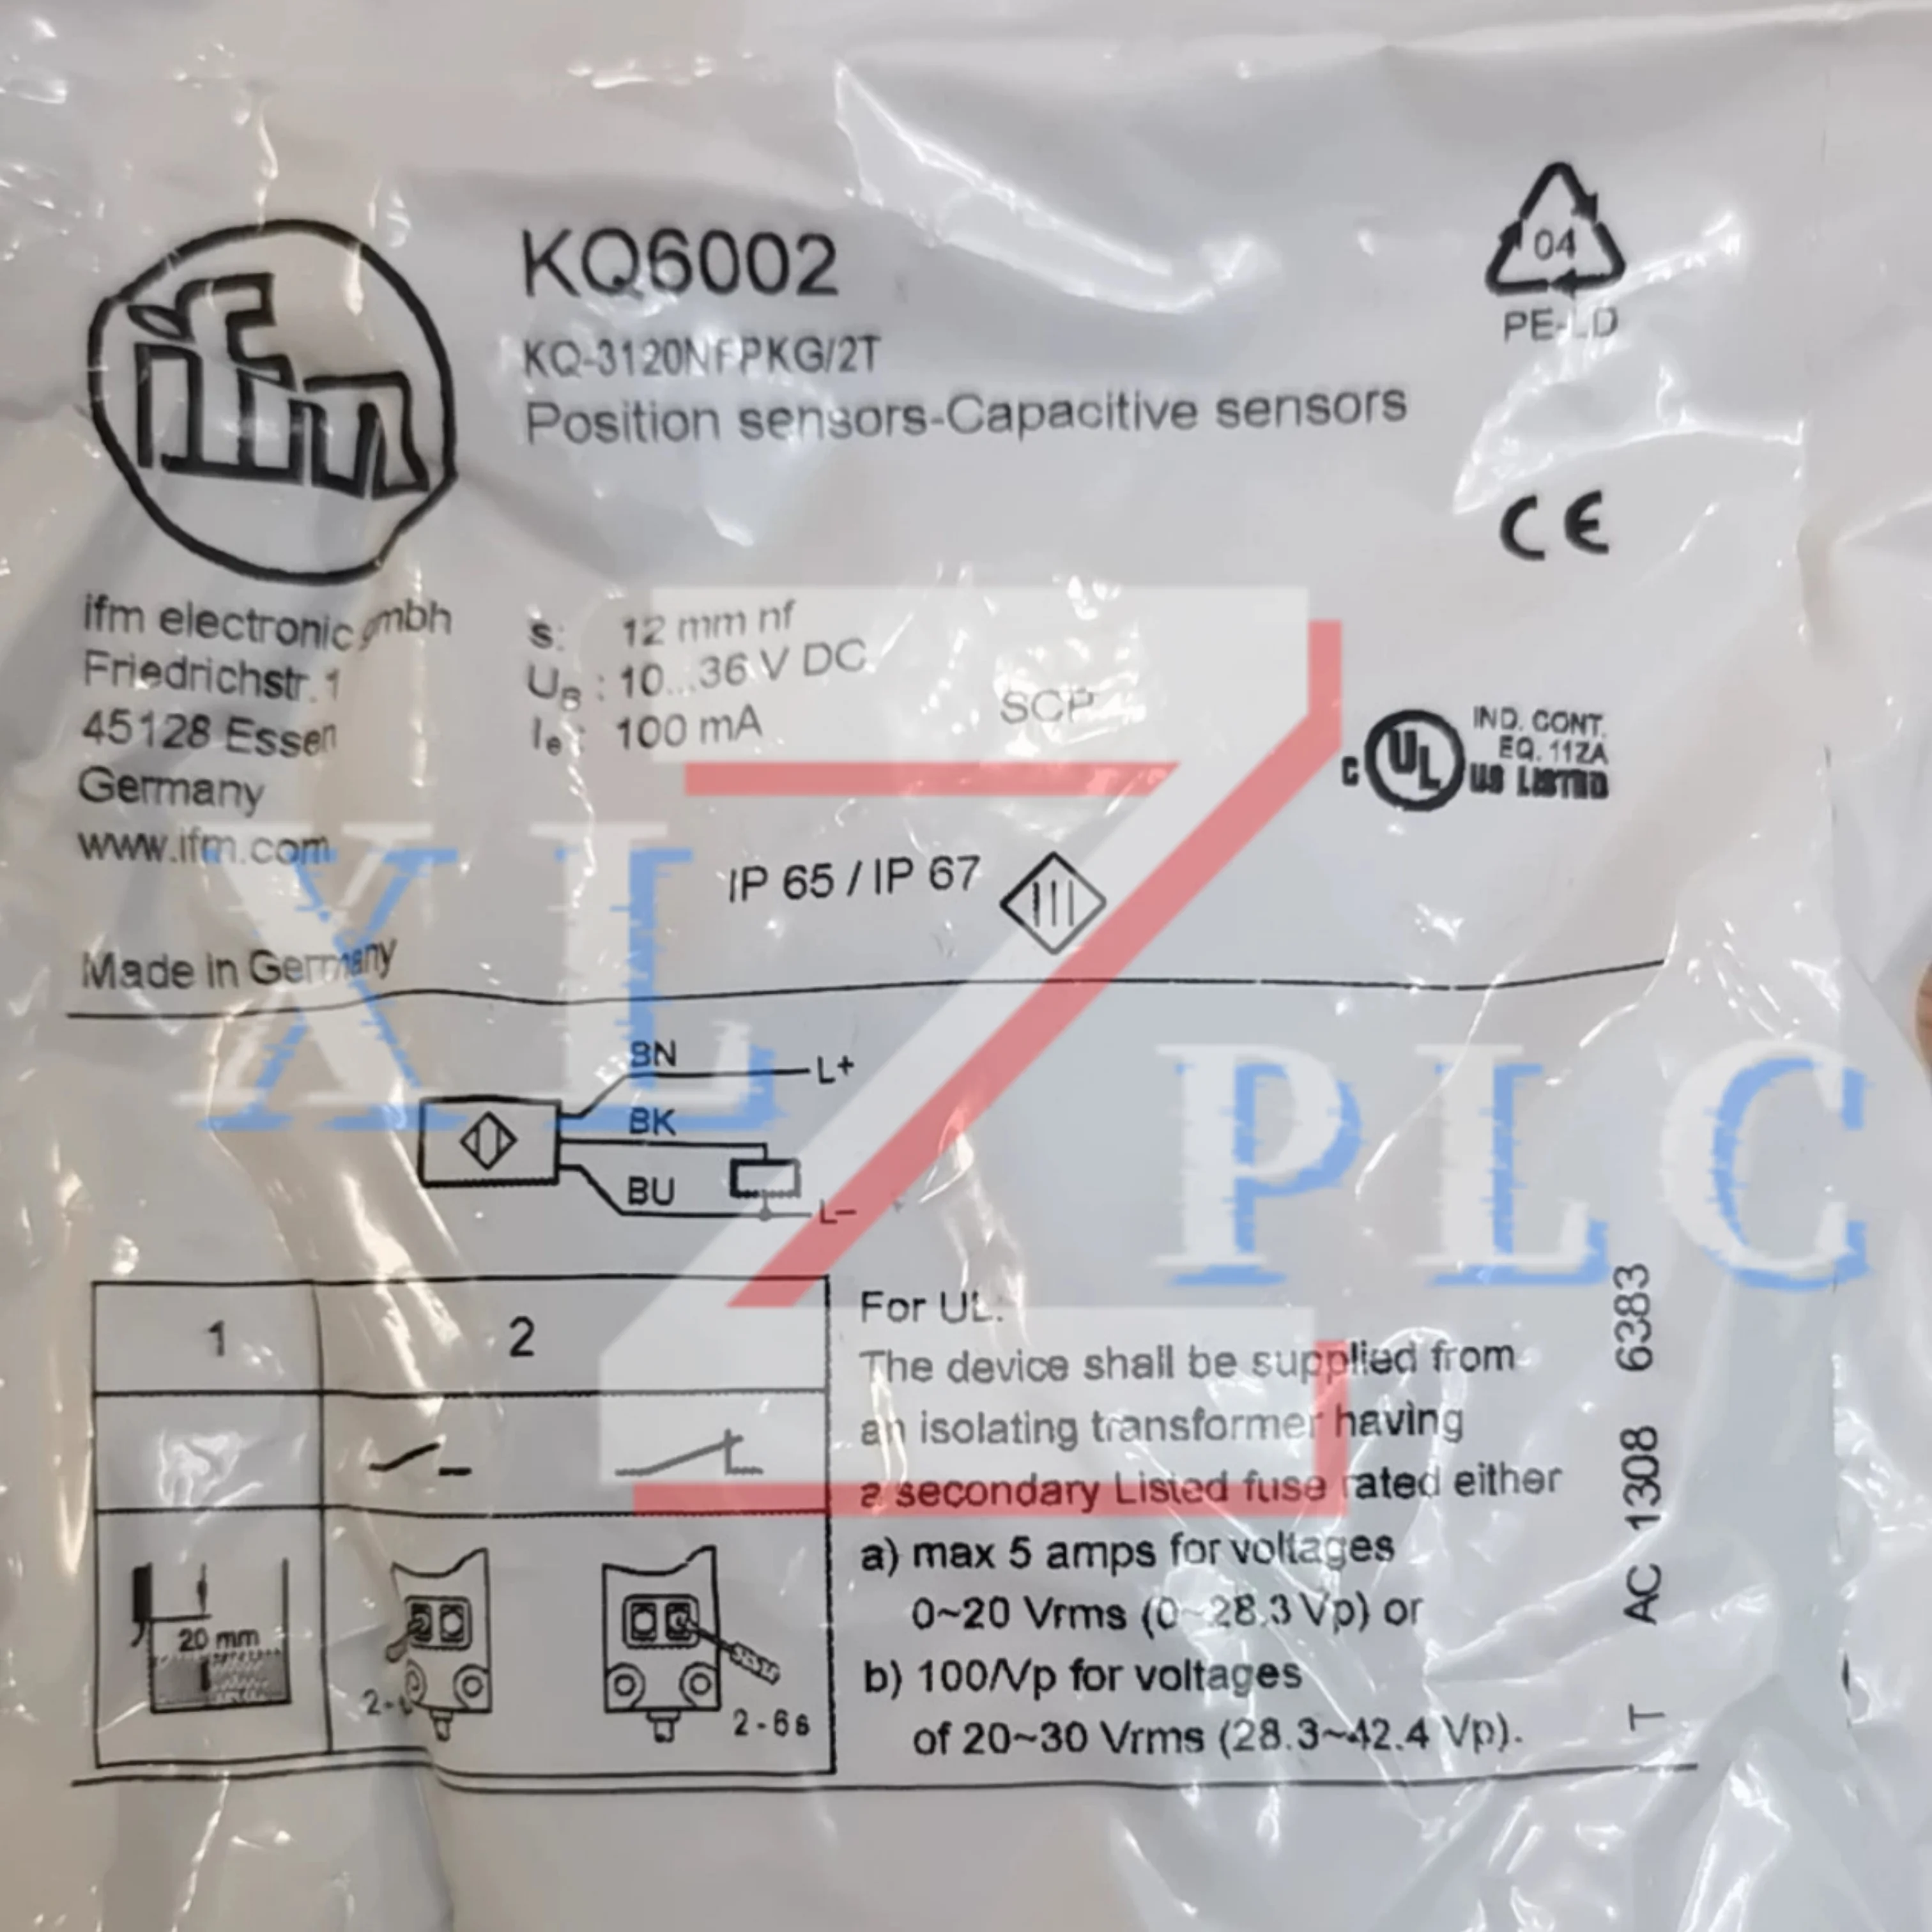 ifm
KQ6002
KQ-3120NFPKG/2T
Position sensors-Capacitive sensors
04
PE-LD
CE
ifm electronic gmbh
Friedrichstr. 1
45128 Essen
Germany
www.ifm.com
Made in Germany
s: 12 mm nf
UB : 10...36 V DC
Ie : 100 mA
SCP
IP 65 / IP 67
c UL US LISTED
IND. CONT.
EQ. 11ZA
XLZ PLC
BN L+
BK
BU L–
1 2
20 mm
2-6s
For UL:
The device shall be supplied from
an isolating transformer having
a secondary Listed fuse rated either
a) max 5 amps for voltages
0~20 Vrms (0~28.3 Vp) or
b) 100/Vp for voltages
of 20~30 Vrms (28.3~42.4 Vp).
T AC 1308 6383